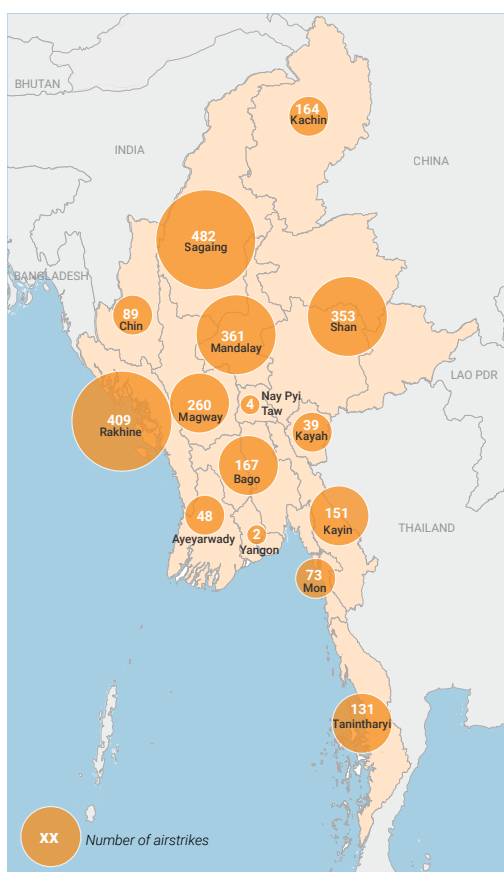 BHUTAN
164
Kachin
INDIA
CHINA
482
Sagaing
BANGLADESH
89
Chin
361
Mandalay
353
Shan
LAO PDR
409
Rakhine
260
Magway
4
Nay Pyi
Taw
39
Kayah
167
Bago
48
Ayeyarwady
2
Yangon
151
Kayin
THAILAND
73
Mon
131
Tanintharyi
xx
Number of airstrikes